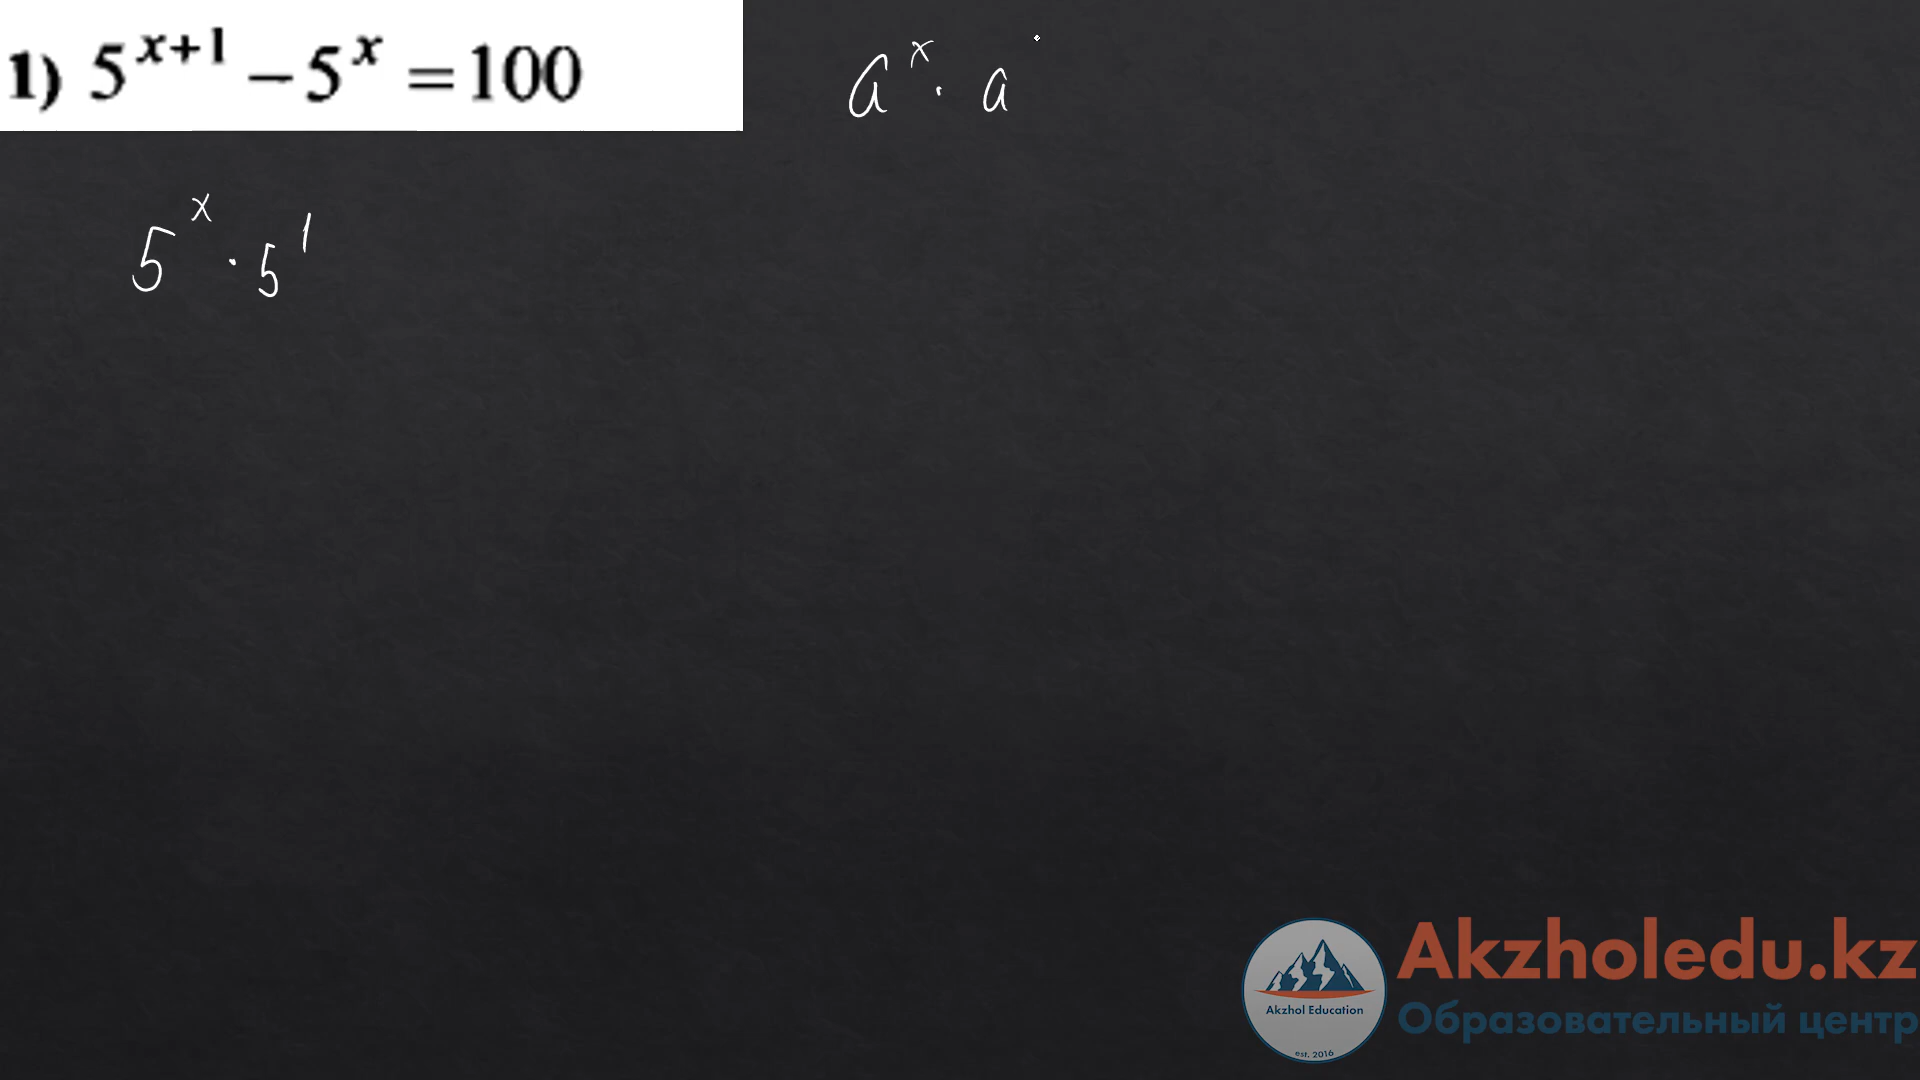 1) 5^{x+1} − 5^x = 100
a^x · a
5^x · 5^1
Akzholedu.kz
Образовательный центр
Akzhol Education
est. 2016